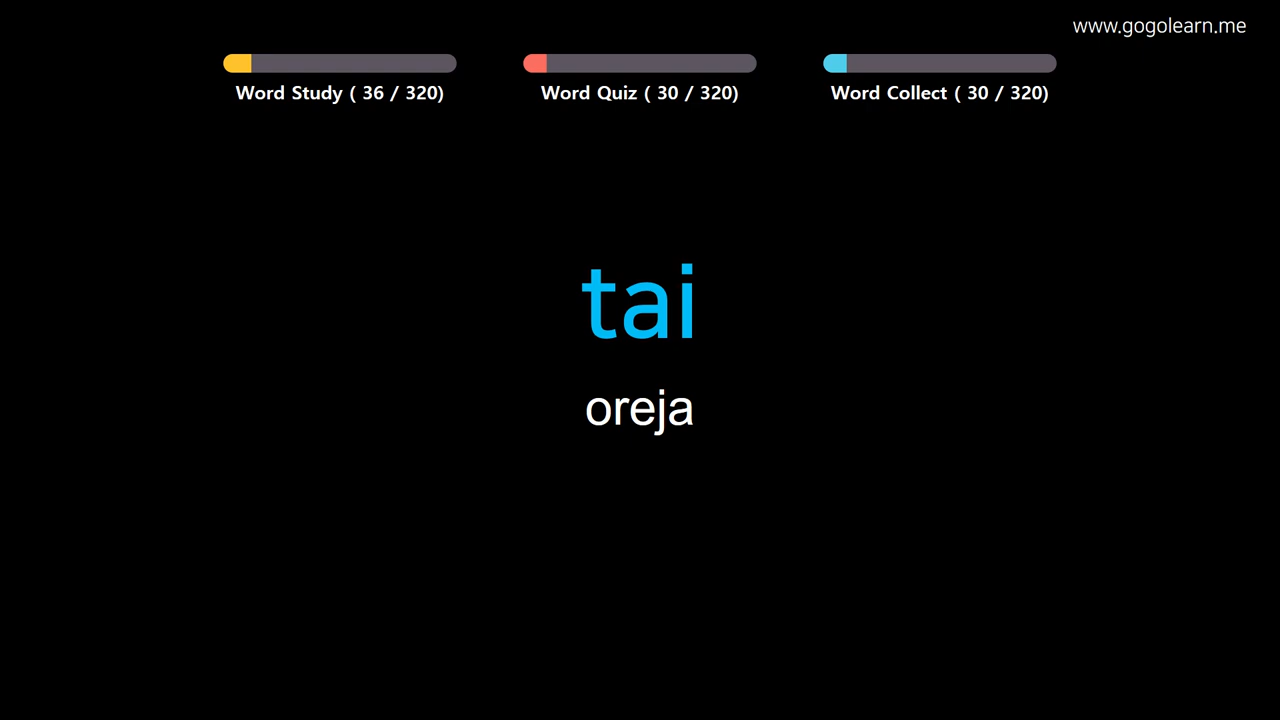 www.gogolearn.me
Word Study ( 36 / 320)
Word Quiz ( 30 / 320)
Word Collect ( 30 / 320)
tai
oreja